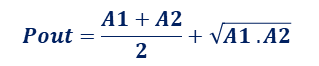 Pout = (A1 + A2) / 2 + √(A1 . A2)